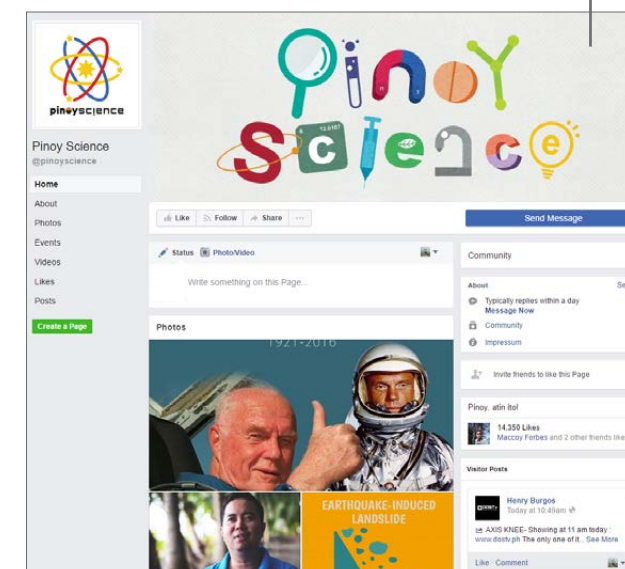 pinoyscience
Pinoy Science
@pinoyscience
Home
About
Photos
Events
Videos
Likes
Posts
Create a Page
Pinoy
Science
6 12.0107
C
Like Follow Share ...
Send Message
Status Photo/Video
Write something on this Page...
Photos
1921-2016
EARTHQUAKE-INDUCED
LANDSLIDE
Community
About
Typically replies within a day
Message Now
Community
Impressum
Invite friends to like this Page
Pinoy, atin ito!
14,350 Likes
Maccoy Forbes and 2 other friends like
Visitor Posts
Henry Burgos
Today at 10:49am
AXIS KNEE- Showing at 11 am today :
www.dostv.ph The only one of it... See More
Like · Comment